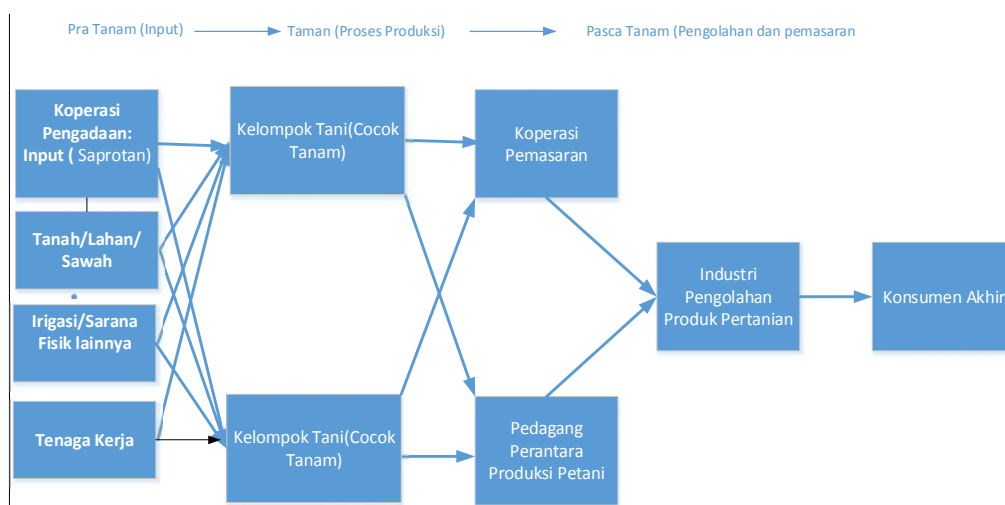 Pra Tanam (Input)
Taman (Proses Produksi)
Pasca Tanam (Pengolahan dan pemasaran
Koperasi
Pengadaan:
Input ( Saprotan)
Tanah/Lahan/
Sawah
Irigasi/Sarana
Fisik lainnya
Tenaga Kerja
Kelompok Tani(Cocok
Tanam)
Kelompok Tani(Cocok
Tanam)
Koperasi
Pemasaran
Pedagang
Perantara
Produksi Petani
Industri
Pengolahan
Produk Pertanian
Konsumen Akhir